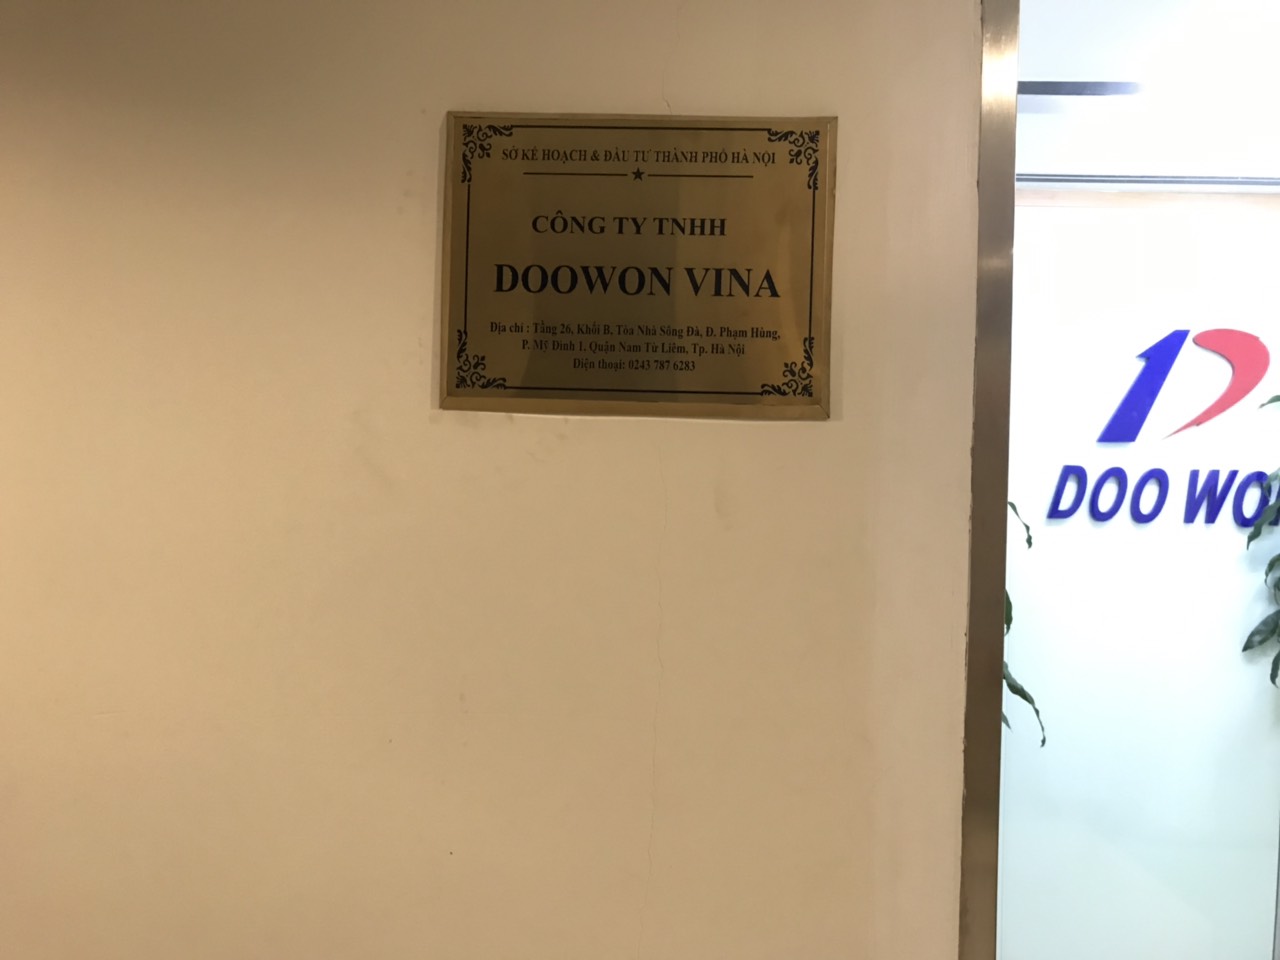 SỞ KẾ HOẠCH & ĐẦU TƯ THÀNH PHỐ HÀ NỘI
CÔNG TY TNHH
DOOWON VINA
Địa chỉ : Tầng 26, Khối B, Tòa Nhà Sông Đà, Đ. Phạm Hùng,
P. Mỹ Đình 1, Quận Nam Từ Liêm, Tp. Hà Nội
Điện thoại: 0243 787 6283
DOO WO